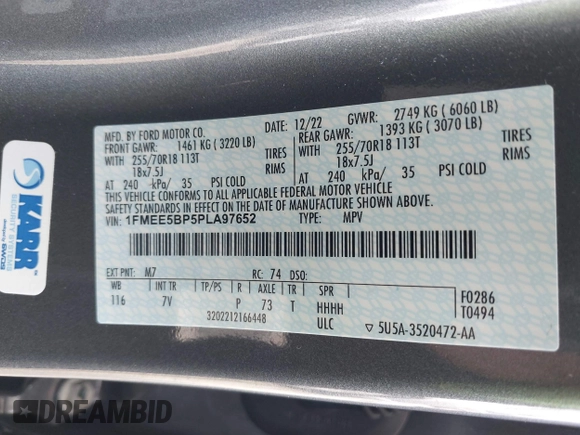 MFD. BY FORD MOTOR CO.
12/22
GVWR: 2749 KG ( 6060 LB)
FRONT GAWR: 1461 KG ( 3220 LB)
REAR GAWR: 1393 KG ( 3070 LB)
WITH 255/70R18 113T TIRES
WITH 255/70R18 113T TIRES
18x7.5J RIMS
18x7.5J RIMS
AT 240 kPa/ 35 PSI COLD
AT 240 kPa/ 35 PSI COLD
THIS VEHICLE CONFORMS TO ALL APPLICABLE FEDERAL MOTOR VEHICLE
SAFETY STANDARDS IN EFFECT ON THE DATE OF MANUFACTURE SHOWN ABOVE.
VIN: 1FMEE5BP5PLA97652
TYPE: MPV
EXT PNT: M7 RC: 74 DSO:
WB INT TR TP/PS R AXLE TR SPR
116 7V P 73 T HHHH
ULC
F0286
T0494
3202212166448
5U5A-3520472-AA
S
KARR
SECURITY SYSTEMS
DREAMBID